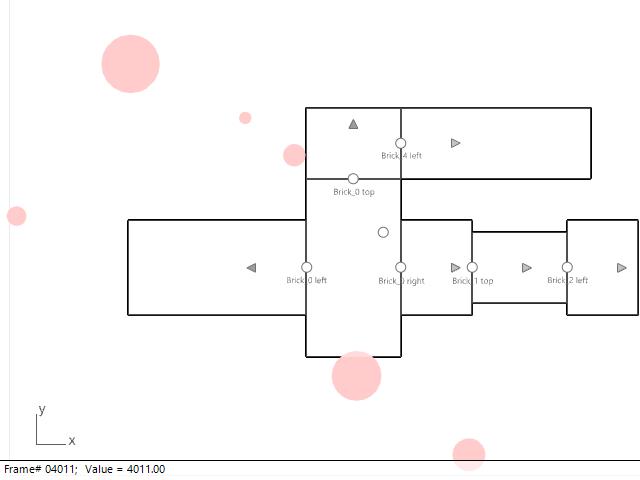 Brick_4 left
Brick_0 top
Brick_0 left
Brick_0 right
Brick_1 top
Brick_2 left
y
x
Frame# 04011; Value = 4011.00